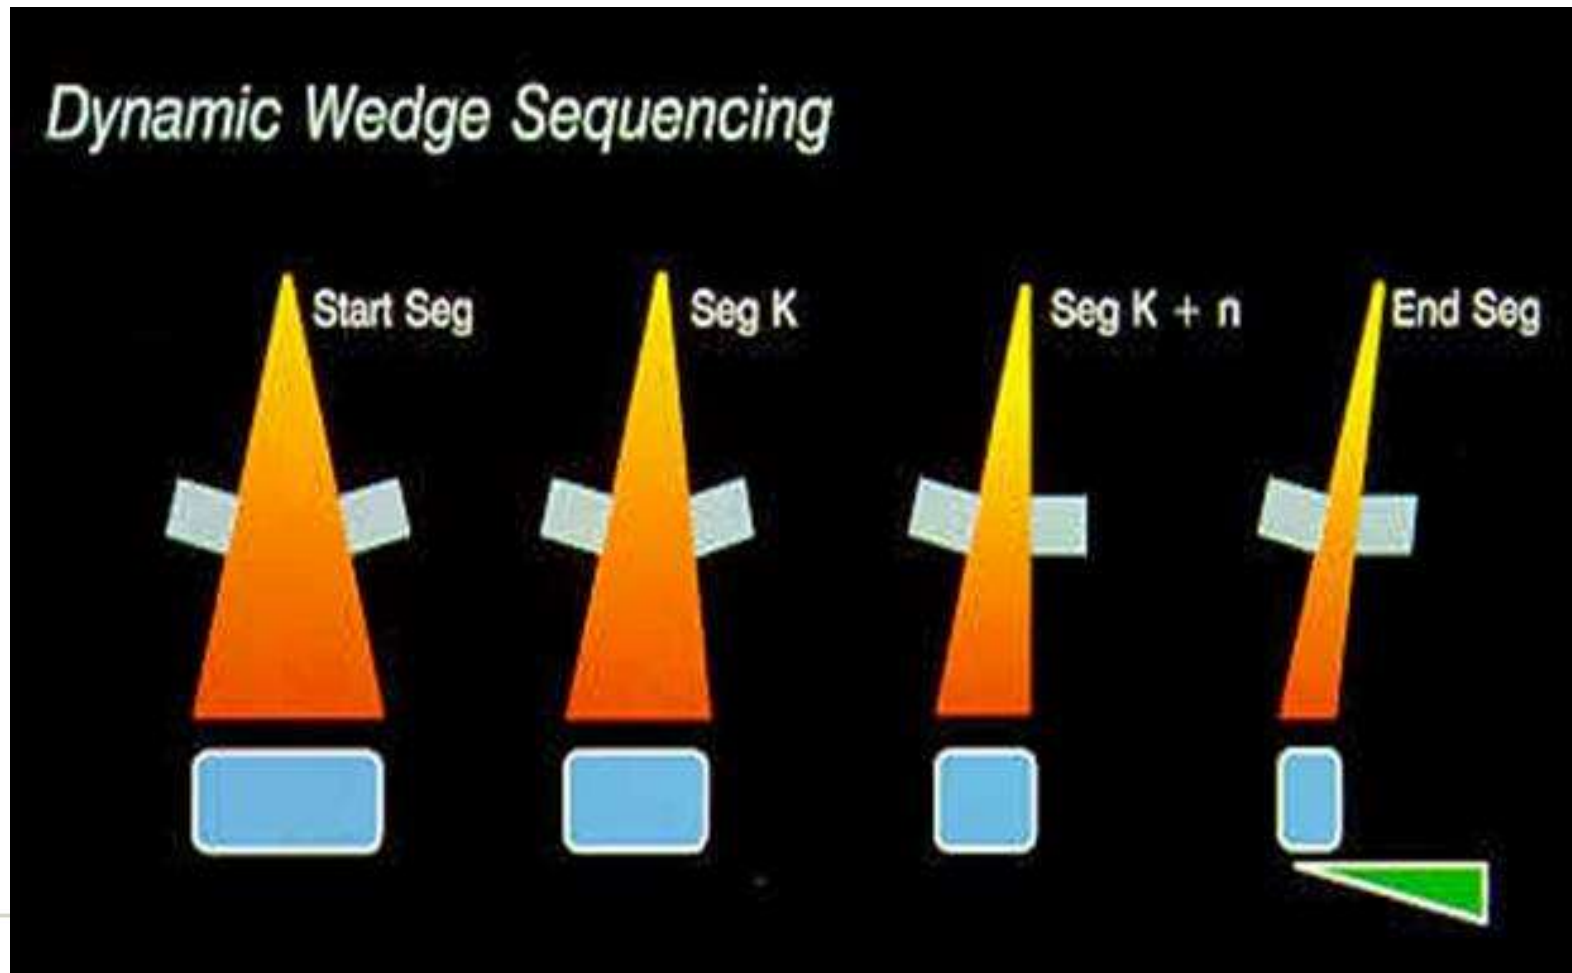 Dynamic Wedge Sequencing
Start Seg
Seg K
Seg K + n
End Seg